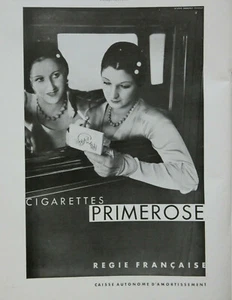 CIGARETTES
PRIMEROSE
REGIE FRANÇAISE
CAISSE AUTONOME D'AMORTISSEMENT